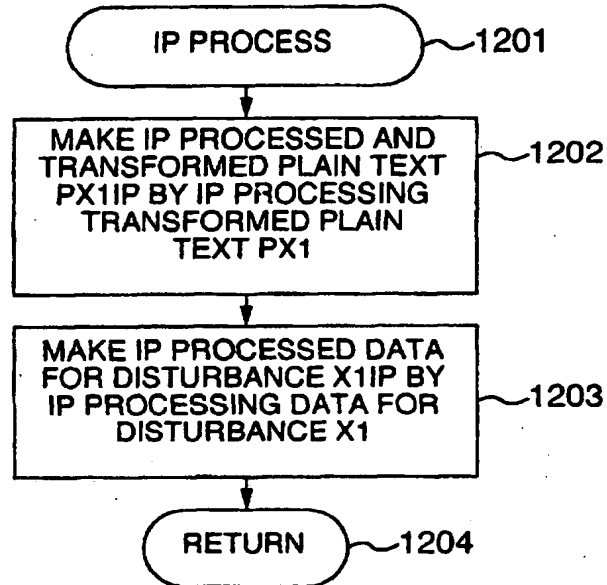 IP PROCESS
1201
MAKE IP PROCESSED AND
TRANSFORMED PLAIN TEXT
PX1IP BY IP PROCESSING
TRANSFORMED PLAIN
TEXT PX1
1202
MAKE IP PROCESSED DATA
FOR DISTURBANCE X1IP BY
IP PROCESSING DATA FOR
DISTURBANCE X1
1203
RETURN
1204